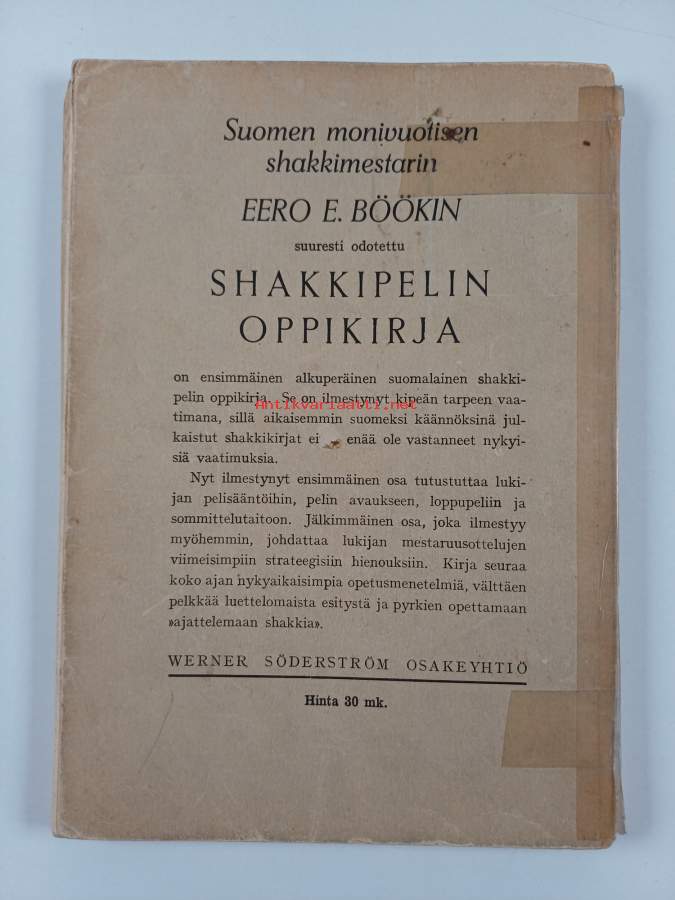 Suomen monivuotisen
shakkimestarin
EERO E. BÖÖKIN
suuresti odotettu
SHAKKIPELIN
OPPIKIRJA
on ensimmäinen alkuperäinen suomalainen shakki-
pelin oppikirja. Se on ilmestynyt kipeän tarpeen vaa-
Antikvariaatti.net
timana, sillä aikaisemmin suomeksi käännöksinä jul-
kaistut shakkikirjat ei enää ole vastanneet nykyi-
siä vaatimuksia.
Nyt ilmestynyt ensimmäinen osa tutustuttaa luki-
jan pelisääntöihin, pelin avaukseen, loppupeliin ja
sommittelutaitoon. Jälkimmäinen osa, joka ilmestyy
myöhemmin, johdattaa lukijan mestaruusottelujen
viimeisimpiin strateegisiin hienouksiin. Kirja seuraa
koko ajan nykyaikaisimpia opetusmenetelmiä, välttäen
pelkkää luettelomaista esitystä ja pyrkien opettamaan
»ajattelemaan shakkia».
WERNER SÖDERSTRÖM OSAKEYHTIÖ
Hinta 30 mk.